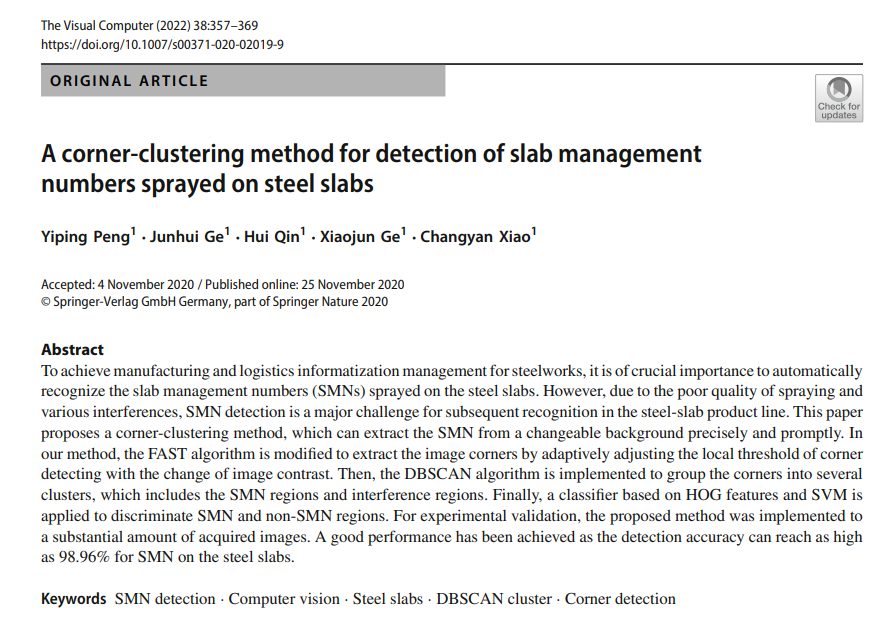 The Visual Computer (2022) 38:357–369
https://doi.org/10.1007/s00371-020-02019-9
ORIGINAL ARTICLE
Check for
updates
A corner-clustering method for detection of slab management
numbers sprayed on steel slabs
Yiping Peng1 · Junhui Ge1 · Hui Qin1 · Xiaojun Ge1 · Changyan Xiao1
Accepted: 4 November 2020 / Published online: 25 November 2020
© Springer-Verlag GmbH Germany, part of Springer Nature 2020
Abstract
To achieve manufacturing and logistics informatization management for steelworks, it is of crucial importance to automatically
recognize the slab management numbers (SMNs) sprayed on the steel slabs. However, due to the poor quality of spraying and
various interferences, SMN detection is a major challenge for subsequent recognition in the steel-slab product line. This paper
proposes a corner-clustering method, which can extract the SMN from a changeable background precisely and promptly. In
our method, the FAST algorithm is modified to extract the image corners by adaptively adjusting the local threshold of corner
detecting with the change of image contrast. Then, the DBSCAN algorithm is implemented to group the corners into several
clusters, which includes the SMN regions and interference regions. Finally, a classifier based on HOG features and SVM is
applied to discriminate SMN and non-SMN regions. For experimental validation, the proposed method was implemented to
a substantial amount of acquired images. A good performance has been achieved as the detection accuracy can reach as high
as 98.96% for SMN on the steel slabs.
Keywords SMN detection · Computer vision · Steel slabs · DBSCAN cluster · Corner detection